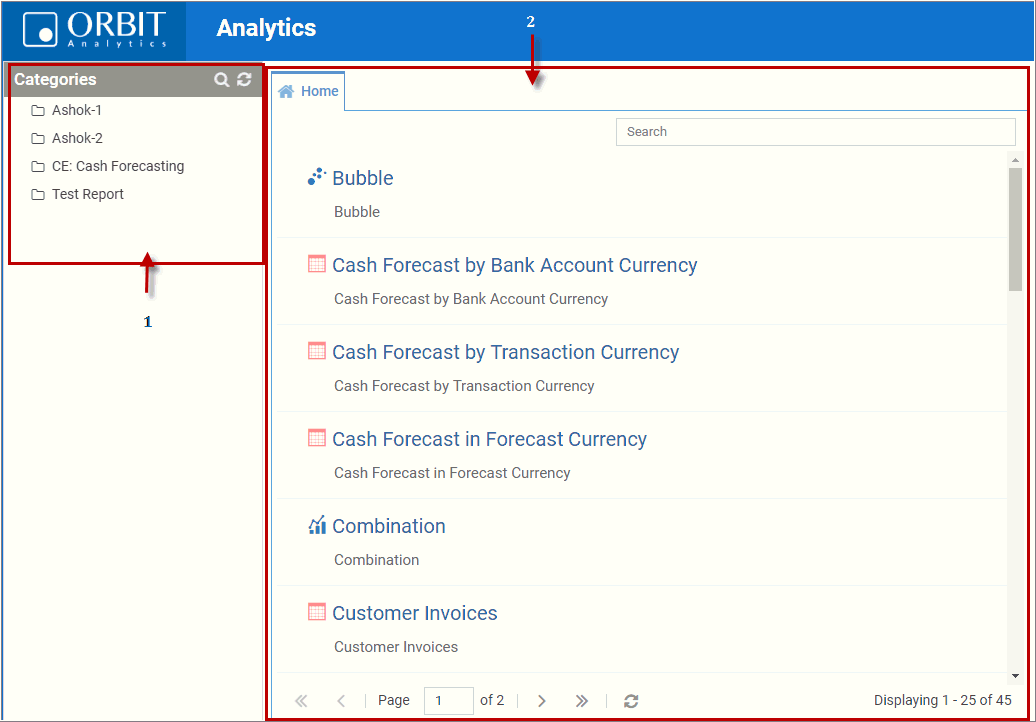 ORBIT
Analytics
Analytics
2
Categories
Ashok-1
Ashok-2
CE: Cash Forecasting
Test Report
1
Home
Search
Bubble
Bubble
Cash Forecast by Bank Account Currency
Cash Forecast by Bank Account Currency
Cash Forecast by Transaction Currency
Cash Forecast by Transaction Currency
Cash Forecast in Forecast Currency
Cash Forecast in Forecast Currency
Combination
Combination
Customer Invoices
Customer Invoices
Page 1 of 2
Displaying 1 - 25 of 45